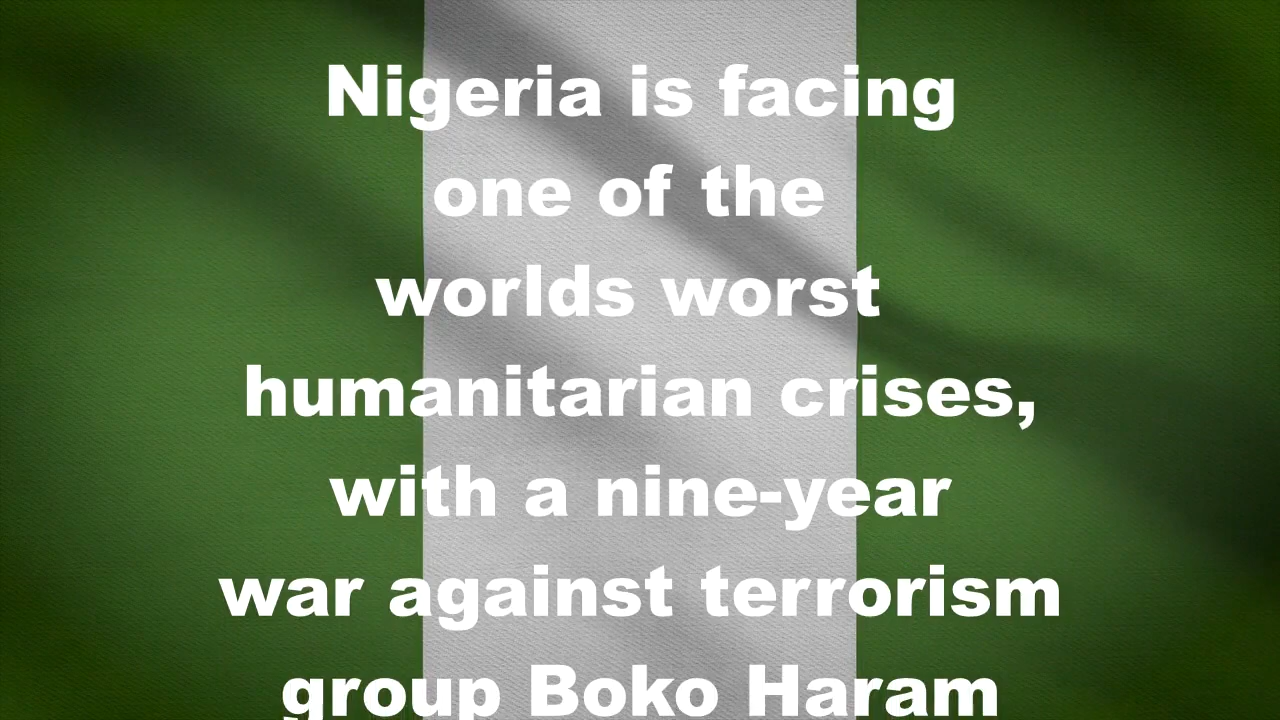 Nigeria is facing
one of the
worlds worst
humanitarian crises,
with a nine-year
war against terrorism
group Boko Haram